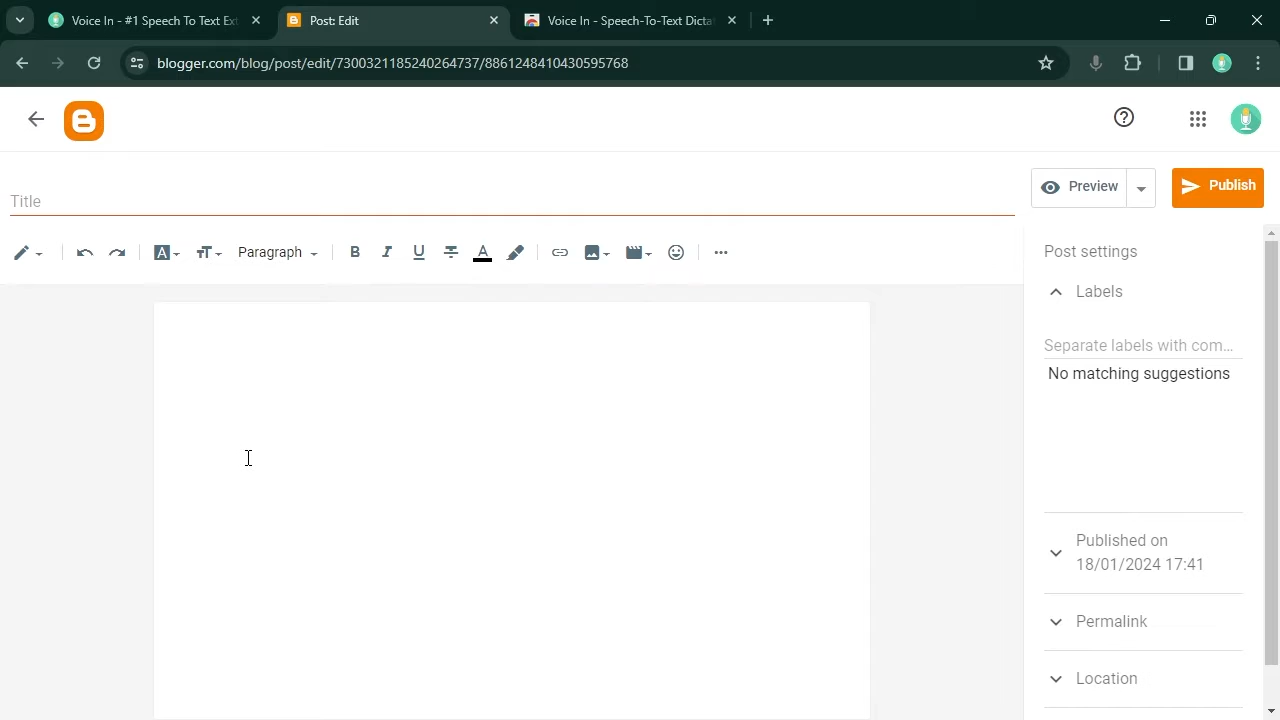 Voice In - #1 Speech To Text Ex
Post: Edit
Voice In - Speech-To-Text Dicta
blogger.com/blog/post/edit/7300321185240264737/8861248410430595768
Title
Preview
Publish
Paragraph
B I U A
Post settings
Labels
Separate labels with com...
No matching suggestions
Published on
18/01/2024 17:41
Permalink
Location